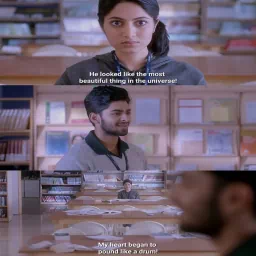 He looked like the most
beautiful thing in the universe!
My heart began to
pound like a drum!